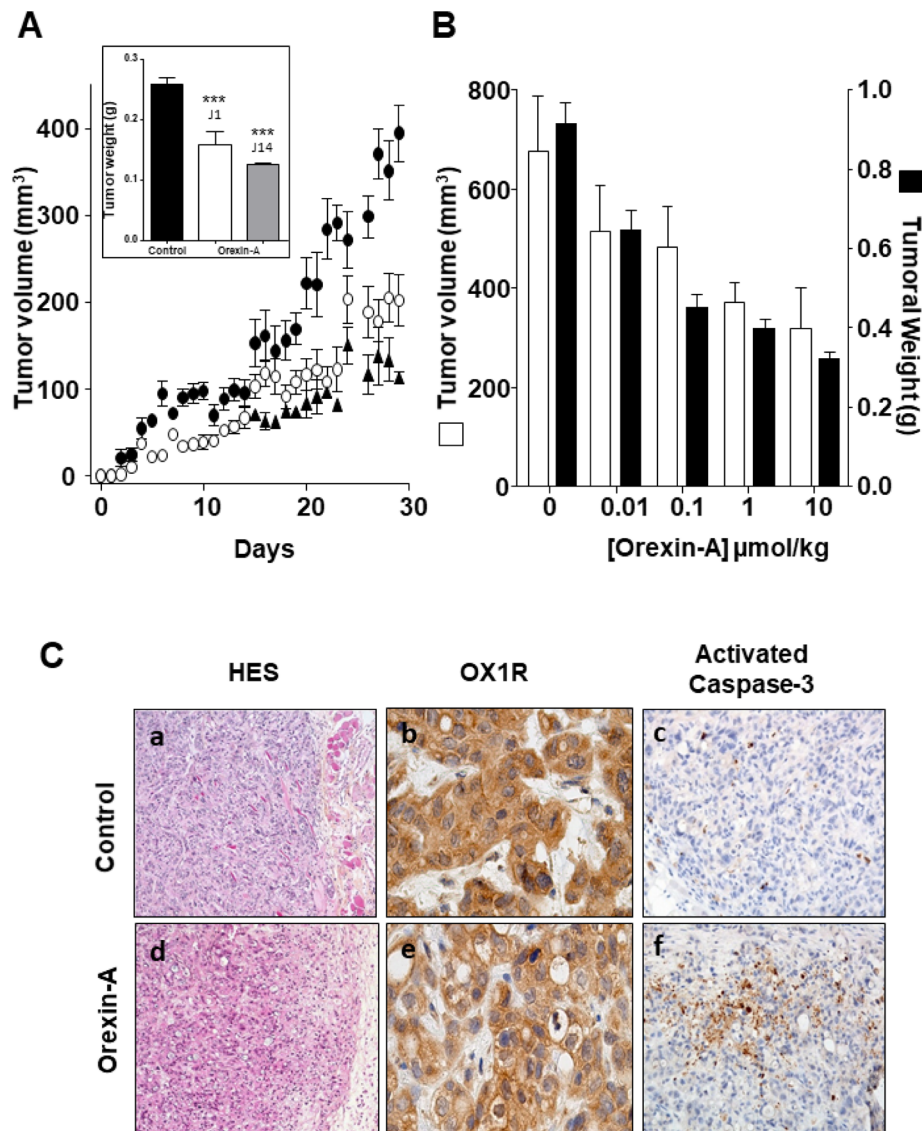 A
Tumor volume (mm³)
400
300
200
100
0
0
10
20
30
Days
Tumor weight (g)
0.3
0.2
0.1
0.0
***
J1
***
J14
Control
Orexin-A
B
Tumor volume (mm³)
800
600
400
200
0
1.0
0.8
0.6
0.4
0.2
0.0
Tumoral Weight (g)
0
0.01
0.1
1
10
[Orexin-A] µmol/kg
C
HES
OX1R
Activated
Caspase-3
Control
a
b
c
Orexin-A
d
e
f